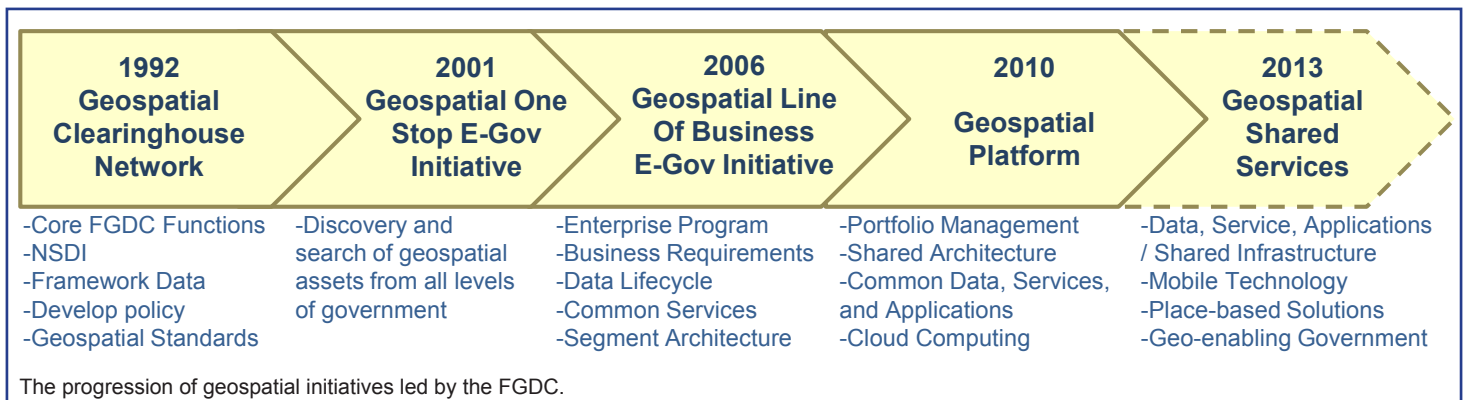 1992
Geospatial
Clearinghouse
Network
2001
Geospatial One
Stop E-Gov
Initiative
2006
Geospatial Line
Of Business
E-Gov Initiative
2010
Geospatial
Platform
2013
Geospatial
Shared
Services
-Core FGDC Functions
-NSDI
-Framework Data
-Develop policy
-Geospatial Standards
-Discovery and
search of geospatial
assets from all levels
of government
-Enterprise Program
-Business Requirements
-Data Lifecycle
-Common Services
-Segment Architecture
-Portfolio Management
-Shared Architecture
-Common Data, Services,
and Applications
-Cloud Computing
-Data, Service, Applications
/ Shared Infrastructure
-Mobile Technology
-Place-based Solutions
-Geo-enabling Government
The progression of geospatial initiatives led by the FGDC.